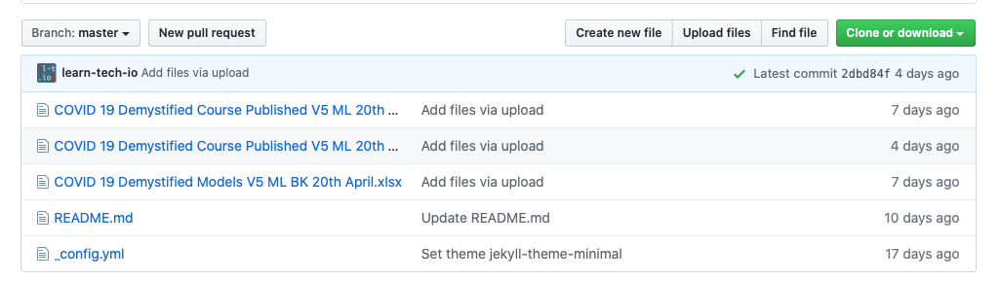 Branch: master New pull request Create new file Upload files Find file Clone or download
l-t .io learn-tech-io Add files via upload Latest commit 2dbd84f 4 days ago
COVID 19 Demystified Course Published V5 ML 20th ... Add files via upload 7 days ago
COVID 19 Demystified Course Published V5 ML 20th ... Add files via upload 4 days ago
COVID 19 Demystified Models V5 ML BK 20th April.xlsx Add files via upload 7 days ago
README.md Update README.md 10 days ago
_config.yml Set theme jekyll-theme-minimal 17 days ago